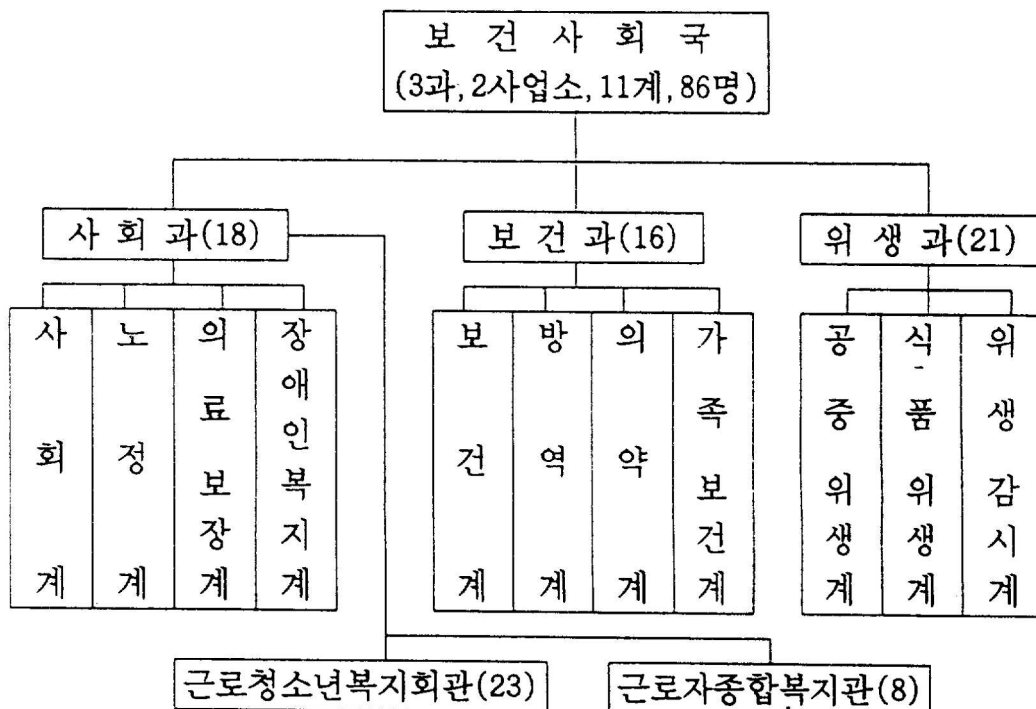 보 건 사 회 국
(3과, 2사업소, 11계, 86명)
사 회 과(18)
보 건 과(16)
위 생 과(21)
사회계
노정계
의료보장계
장애인복지계
보건계
방역계
의약계
가족보건계
공중위생계
식품위생계
위생감시계
근로청소년복지회관(23)
근로자종합복지관(8)